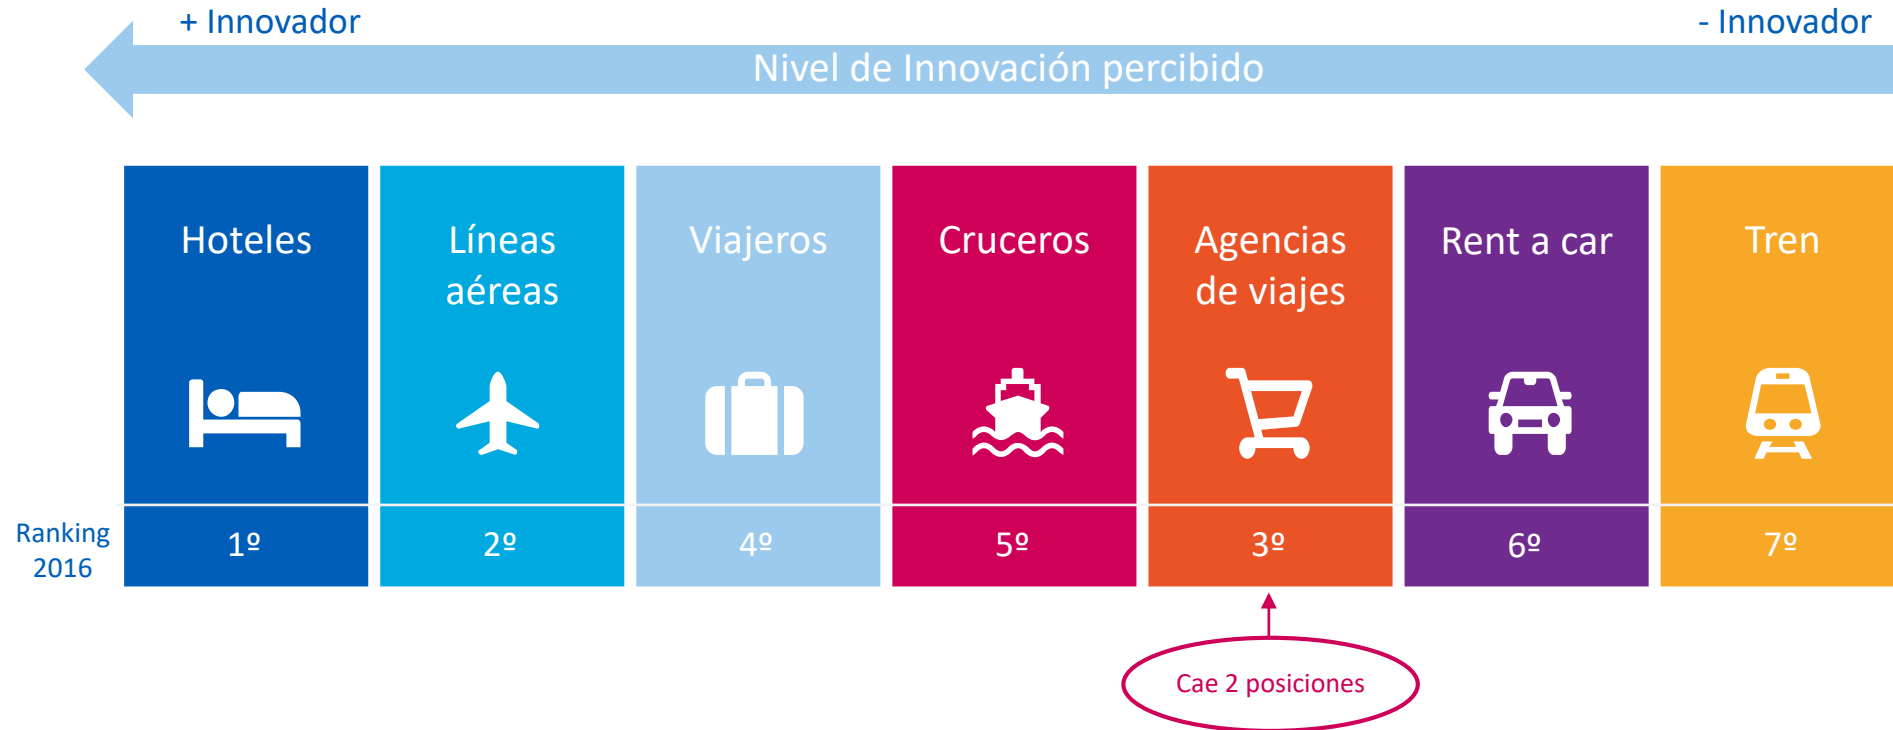 + Innovador
- Innovador
Nivel de Innovación percibido
Hoteles
Líneas
aéreas
Viajeros
Cruceros
Agencias
de viajes
Rent a car
Tren
Ranking
2016
1º
2º
4º
5º
3º
6º
7º
Cae 2 posiciones